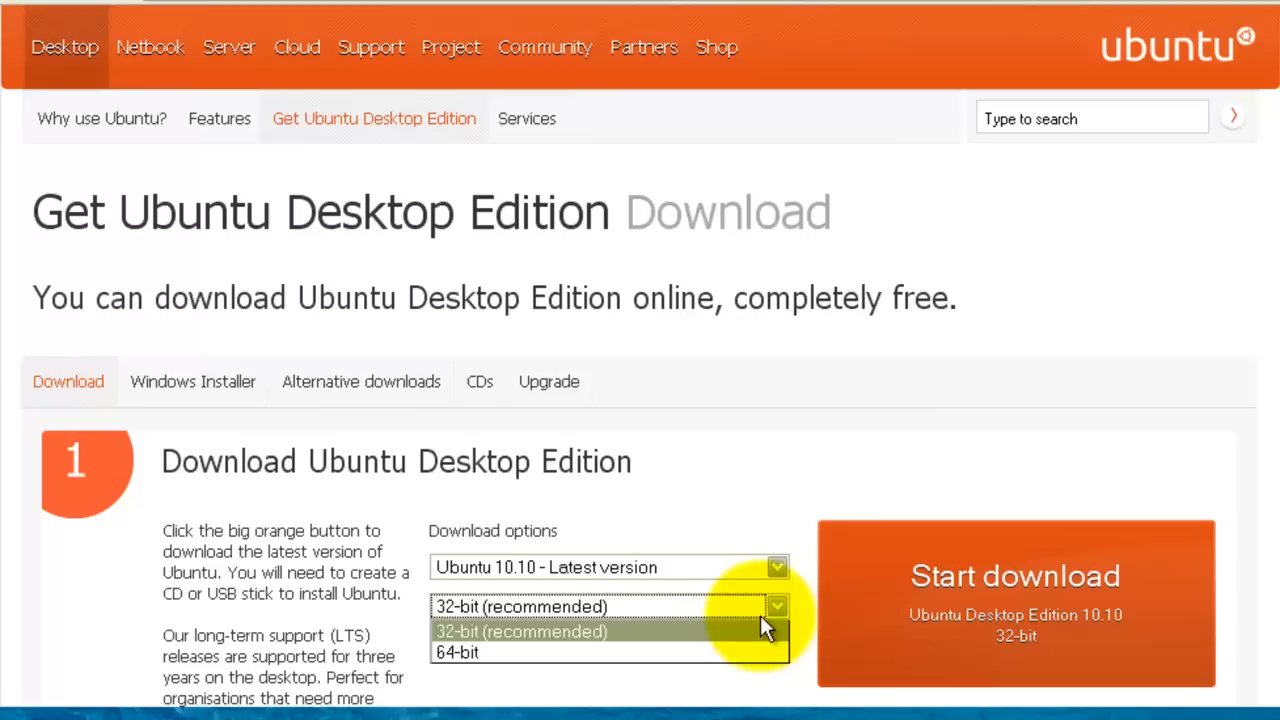 Desktop Netbook Server Cloud Support Project Community Partners Shop
ubuntu
Why use Ubuntu? Features Get Ubuntu Desktop Edition Services
Type to search
Get Ubuntu Desktop Edition Download
You can download Ubuntu Desktop Edition online, completely free.
Download Windows Installer Alternative downloads CDs Upgrade
1
Download Ubuntu Desktop Edition
Click the big orange button to
download the latest version of
Ubuntu. You will need to create a
CD or USB stick to install Ubuntu.
Our long-term support (LTS)
releases are supported for three
years on the desktop. Perfect for
organisations that need more
Download options
Ubuntu 10.10 - Latest version
32-bit (recommended)
32-bit (recommended)
64-bit
Start download
Ubuntu Desktop Edition 10.10
32-bit